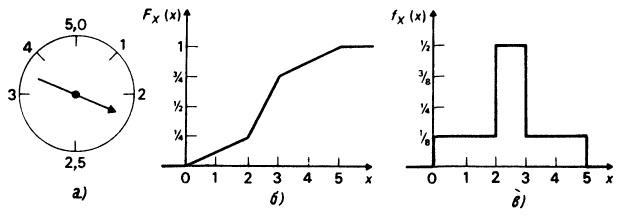 5,0
4
1
3
2
2,5
а)
F_X (x)
1
3/4
1/2
1/4
0 1 2 3 4 5 x
б)
f_X (x)
1/2
3/8
1/4
1/8
0 1 2 3 4 5 x
в)